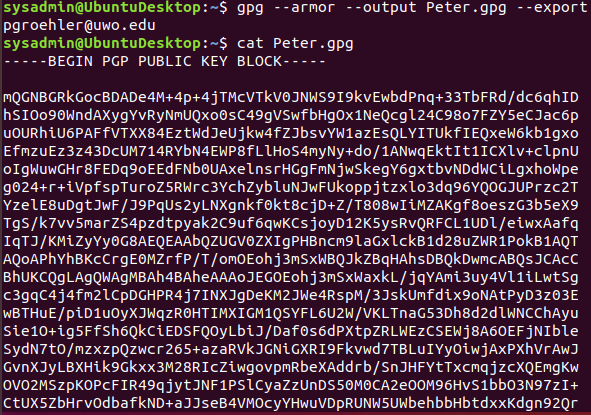 sysadmin@UbuntuDesktop:~$ gpg --armor --output Peter.gpg --export
pgroehler@uwo.edu
sysadmin@UbuntuDesktop:~$ cat Peter.gpg
-----BEGIN PGP PUBLIC KEY BLOCK-----
mQGNBGRkGocBDADe4M+4p+4jTMcVTkV0JNWS9I9kvEwbdPnq+33TbFRd/dc6qhID
hSIOo90WndAXygYvRyNmUQxo0sC49gVSwfbHgOx1NeQcgl24C98o7FZY5eCJac6p
uOURhiU6PAFfVTXX84EztWdJeUjkw4fZJbsvYW1azEsQLYITUkfIEQxeW6kb1gxo
EfmzuEz3z43DcUM714RYbN4EWP8fLlHoS4myNy+do/1ANwqEktIt1ICXlv+clpnU
oIgWuwGHr8FEDq9oEEdFNb0UAxelnsrHGgFmNjwSkegY6gxtbvNDdWCiLgxhoWpe
g024+r+iVpfspTuroZ5RWrc3YchZybluNJwFUkoppjtzxlo3dq96YQOGJUPrzc2T
YzelE8uDgtJwF/J9PqUs2yLNXgnkf0kt8cjD+Z/T808wIiMZAKgf8oeszG3b5eX9
TgS/k7vv5marZS4pzdtpyak2C9uf6qwKCsjoyD12K5ysRvQRFCL1UDl/eiwxAafq
IqTJ/KMiZyYy0G8AEQEAAbQZUGV0ZXIgPHBncm9laGxlckB1d28uZWR1PokB1AQT
AQoAPhYhBKcCrgE0MZrfP/T/omOEohj3mSxWBQJkZBqHAhsDBQkDwmcABQsJCAcC
BhUKCQgLAgQWAgMBAh4BAheAAAoJEGOEohj3mSxWaxkL/jqYAmi3uy4Vl1iLwtSg
c3gqC4j4fm2lCpDGHPR4j7INXJgDeKM2JWe4RspM/3JskUmfdix9oNAtPyD3z03E
wBTHuE/piD1uOyXJWqzR0HTIMXIGM1QSYFL6U2W/VKLTnaG53Dh8d2dlWNCChAyu
Sie1O+ig5FfSh6QkCiEDSFQOyLbiJ/Daf0s6dPXtpZRLWEzCSEWj8A6OEFjNIble
SydN7tO/mzxzpQzwcr265+azaRVkJGNiGXRI9Fkvwd7TBLuIYyOiwjAxPXhVrAwJ
GvnXJyLBXHik9Gkxx3M28RIcZiwgovpmRbeXAddrb/SnJHFYtTxcmqjzcXQEmgKw
OVO2MSzpKOPcFIR49qjytJNF1PSlCyaZzUnDS50M0CA2eOOM96HvS1bbO3N97zI+
CtUX5ZbHrvOdbafkND+aJJseB4VMOcyYHwuVDpRUNW5UWbehbbHbtdxxKdgn92Qr